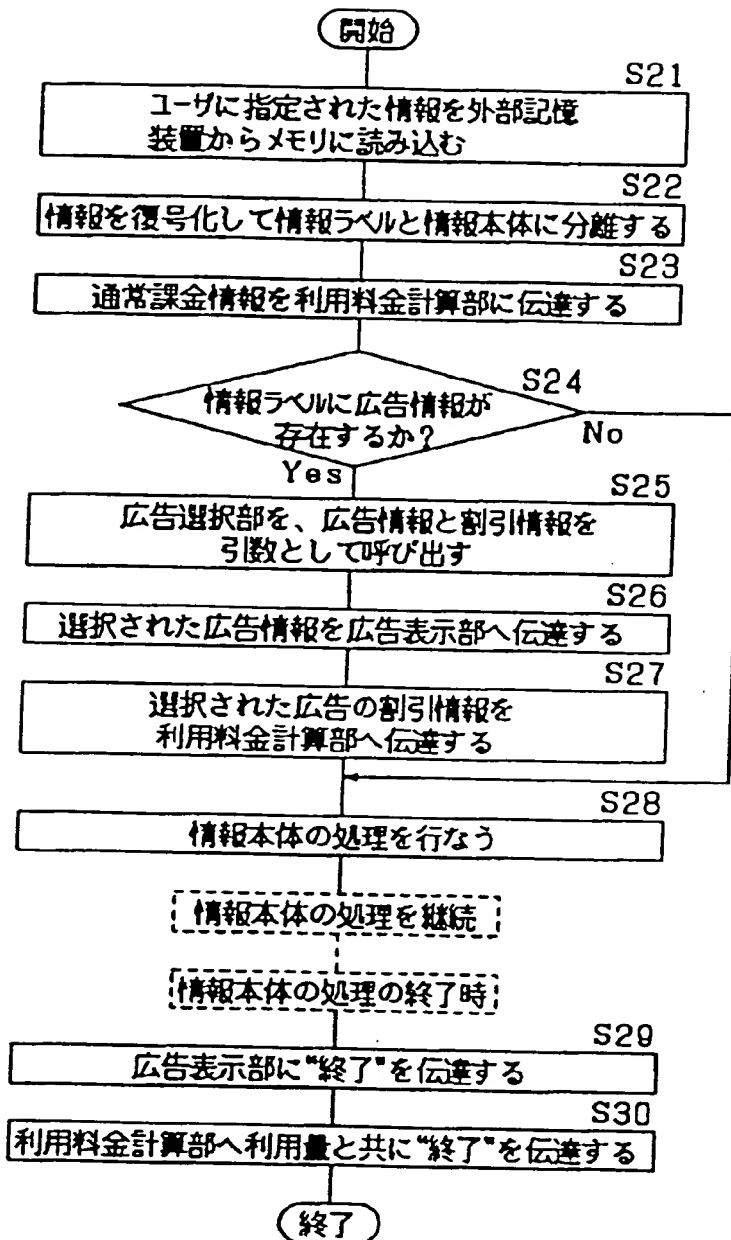 開始
S21
ユーザに指定された情報を外部記憶
装置からメモリに読み込む
S22
情報を復号化して情報ラベルと情報本体に分離する
S23
通常課金情報を利用料金計算部に伝達する
S24
情報ラベルに広告情報が
存在するか?
No
Yes
S25
広告選択部を、広告情報と割引情報を
引数として呼び出す
S26
選択された広告情報を広告表示部へ伝達する
S27
選択された広告の割引情報を
利用料金計算部へ伝達する
S28
情報本体の処理を行なう
情報本体の処理を継続
情報本体の処理の終了時
S29
広告表示部に"終了"を伝達する
S30
利用料金計算部へ利用量と共に"終了"を伝達する
終了